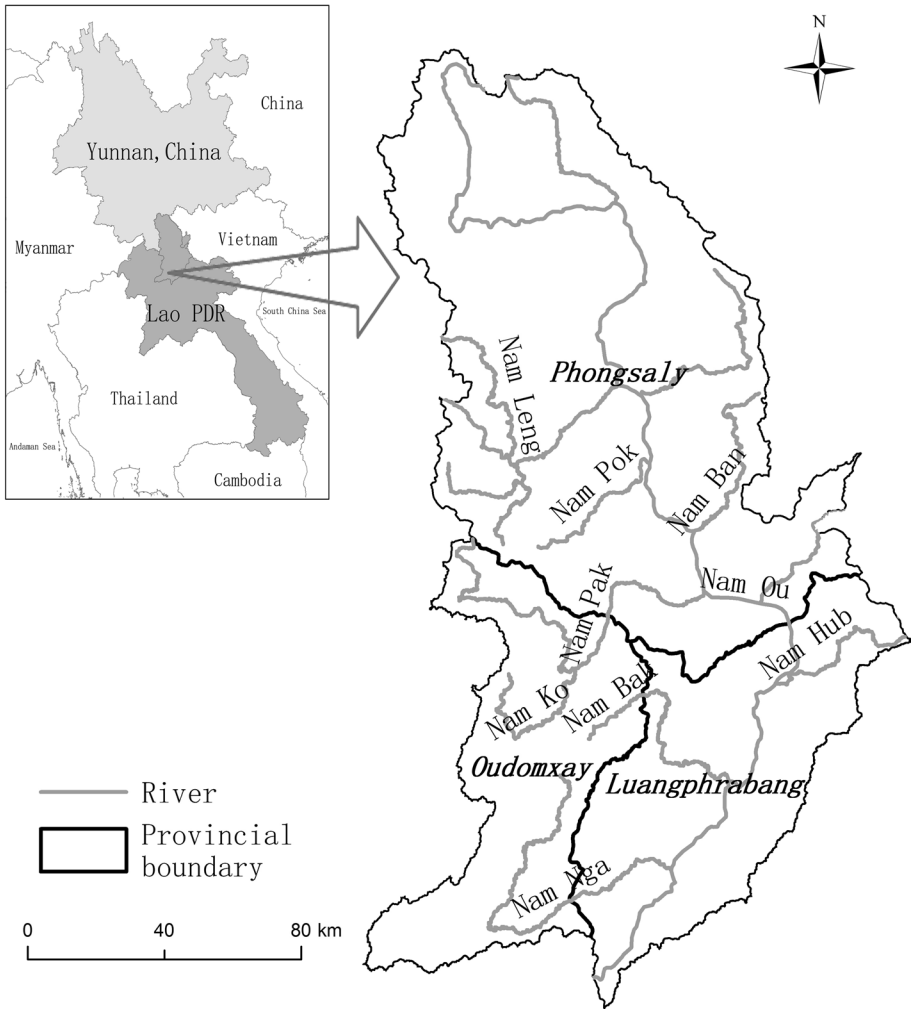 China
Yunnan, China
Myanmar
Vietnam
Lao PDR
South China Sea
Thailand
Andaman Sea
Cambodia
N
Nam Leng
Phongsaly
Nam Pok
Nam Ban
Nam Ou
Nam Pak
Nam Hub
Nam Ko
Nam Bak
Oudomxay
Luangphrabang
Nam Nga
River
Provincial
boundary
0 40 80 km